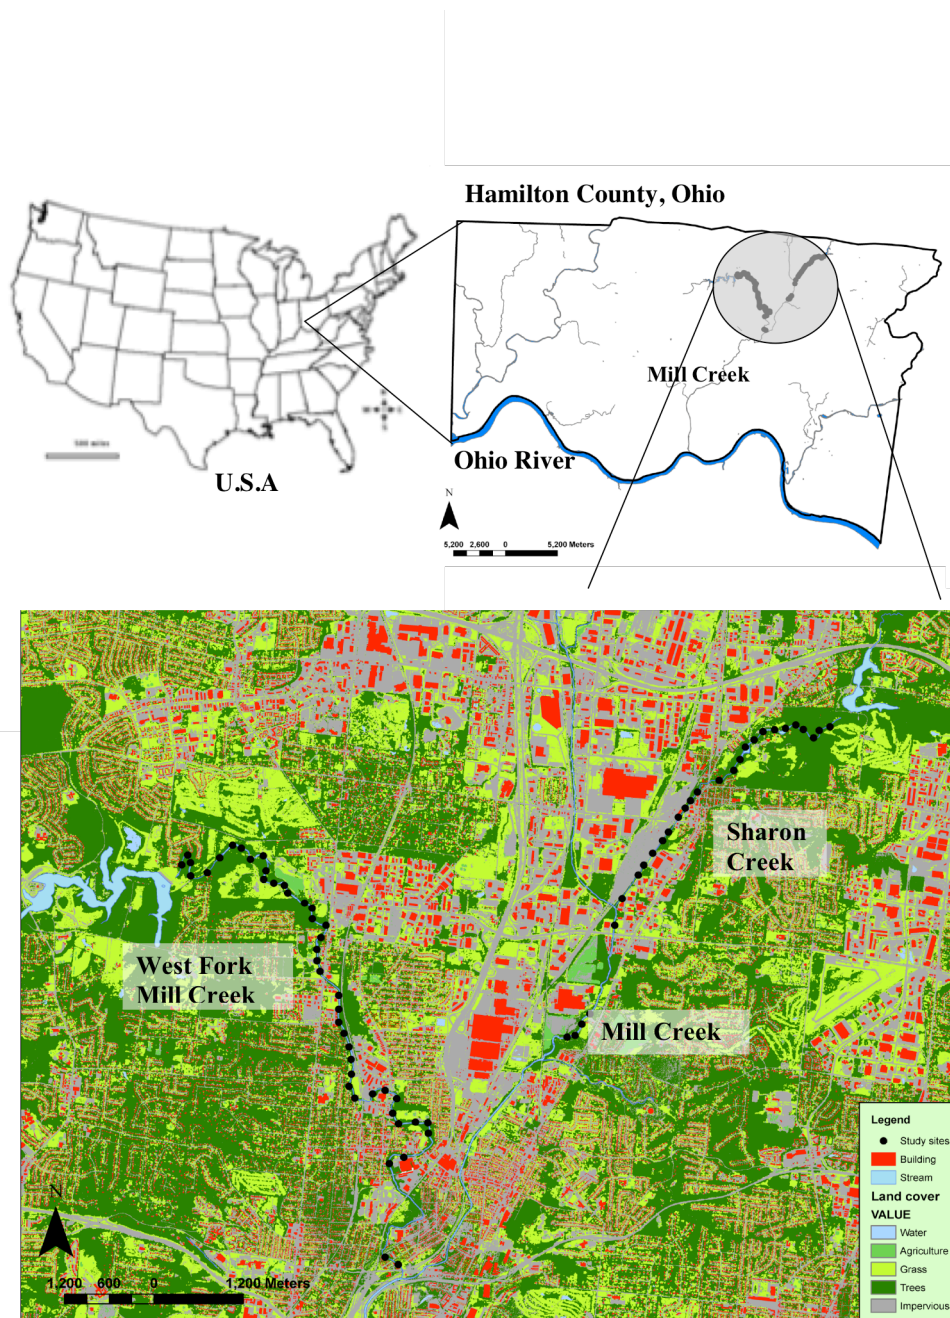 Hamilton County, Ohio
Mill Creek
Ohio River
U.S.A
500 miles
N
W
E
S
N
5,200 2,600 0 5,200 Meters
Sharon
Creek
West Fork
Mill Creek
Mill Creek
N
1,200 600 0 1,200 Meters
Legend
Study sites
Building
Stream
Land cover
VALUE
Water
Agriculture
Grass
Trees
Impervious